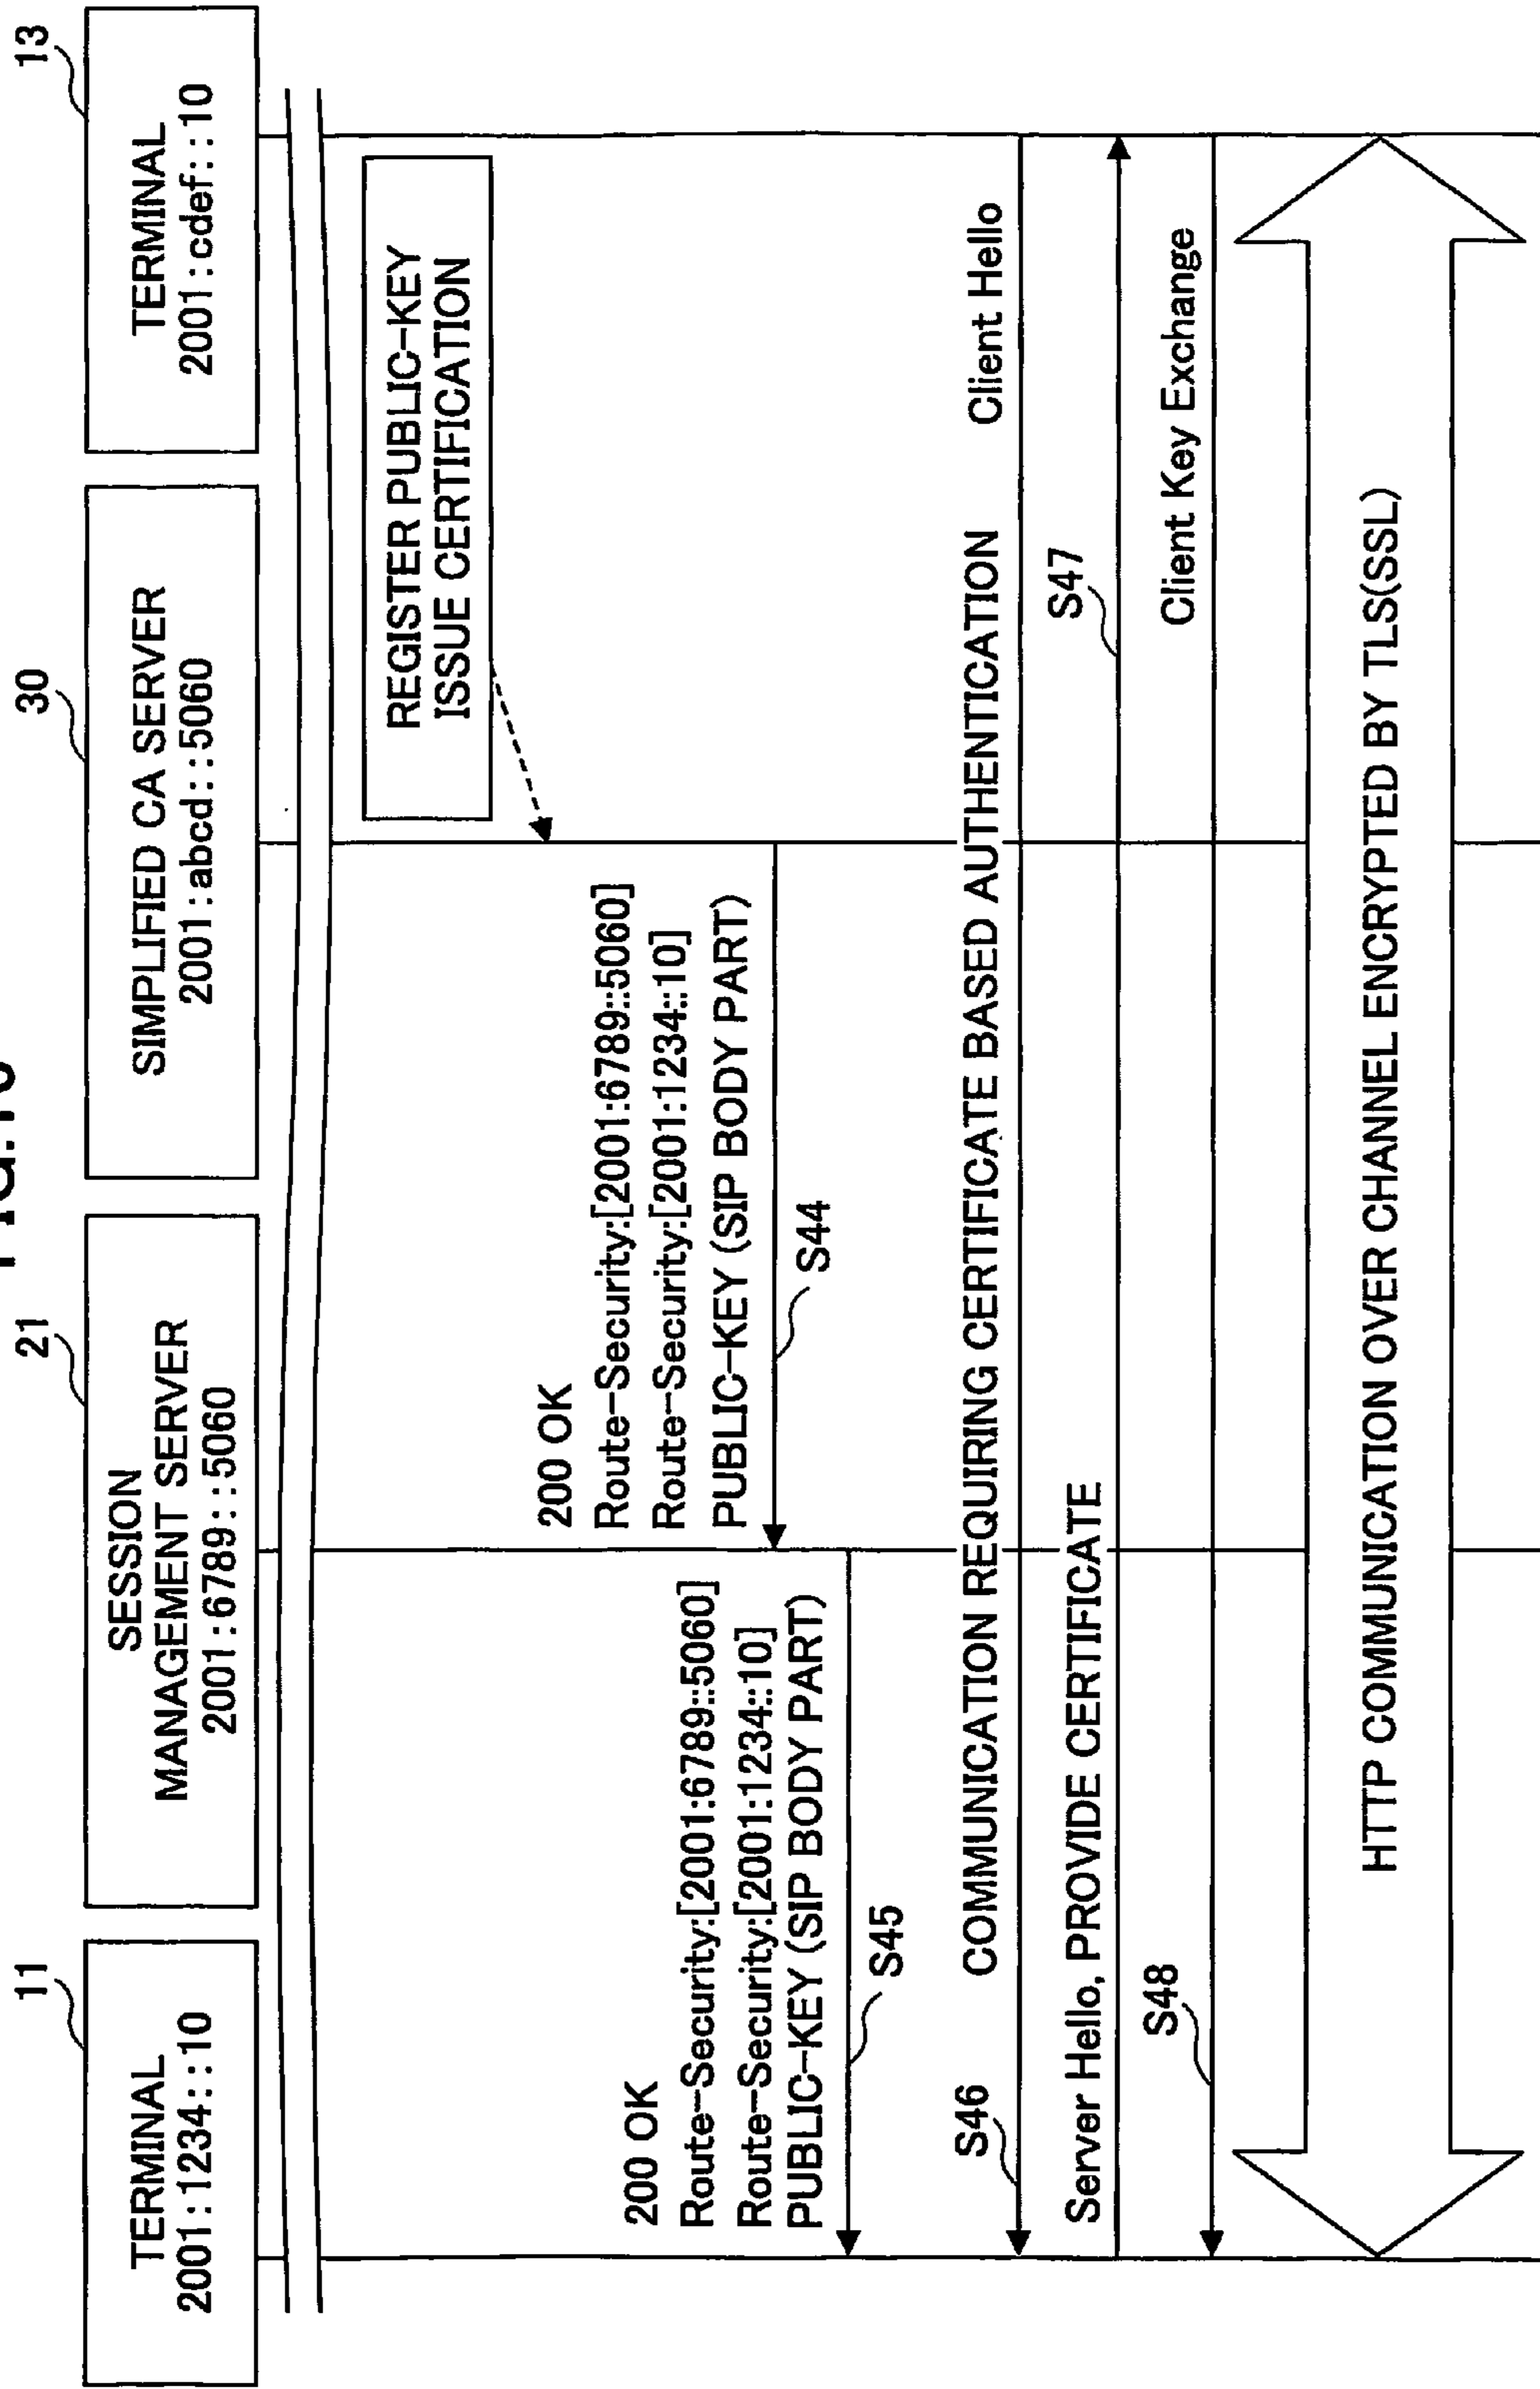 11
TERMINAL
2001:1234::10
21
SESSION
MANAGEMENT SERVER
2001:6789::5060
30
SIMPLIFIED CA SERVER
2001:abcd::5060
13
TERMINAL
2001:cdef::10
REGISTER PUBLIC-KEY
ISSUE CERTIFICATION
200 OK
Route-Security:[2001:6789::5060]
Route-Security:[2001:1234::10]
PUBLIC-KEY (SIP BODY PART)
S44
200 OK
Route-Security:[2001:6789::5060]
Route-Security:[2001:1234::10]
PUBLIC-KEY (SIP BODY PART)
S45
COMMUNICATION REQUIRING CERTIFICATE BASED AUTHENTICATION
S46
Client Hello
Server Hello, PROVIDE CERTIFICATE
S47
S48
Client Key Exchange
HTTP COMMUNICATION OVER CHANNEL ENCRYPTED BY TLS(SSL)